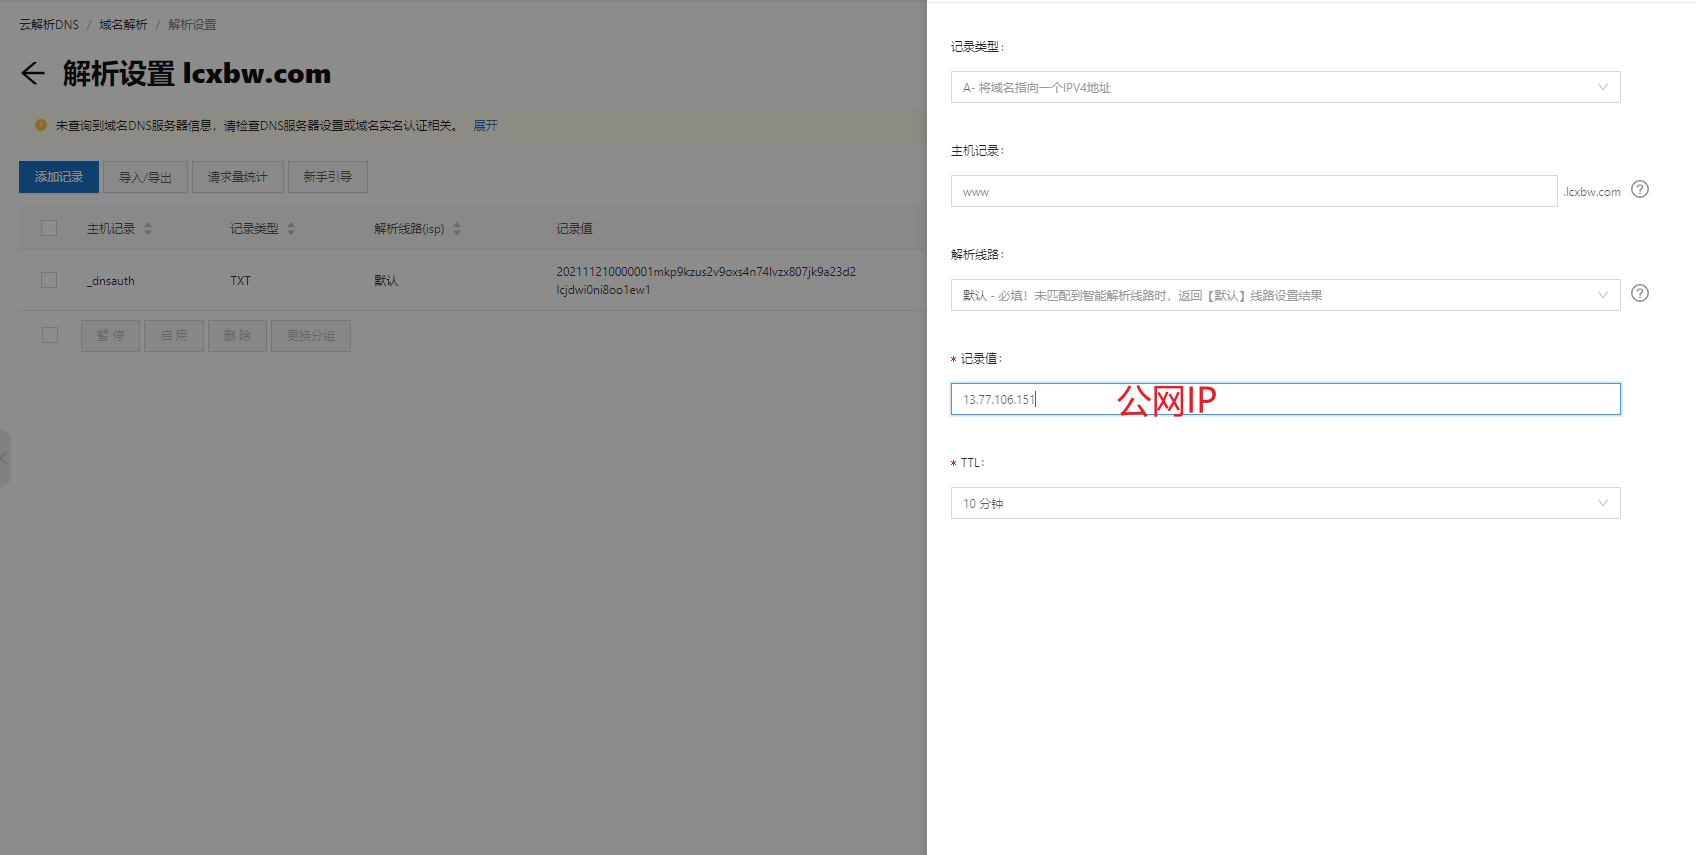 云解析DNS / 域名解析 / 解析设置
解析设置 lcxbw.com
未查询到域名DNS服务器信息，请检查DNS服务器设置或域名实名认证相关。 展开
添加记录 导入/导出 请求量统计 新手引导
主机记录 记录类型 解析线路(isp) 记录值
_dnsauth TXT 默认 202111210000001mkp9kzus2v9oxs4n74lvzx807jk9a23d2
lcjdwi0ni8oo1ew1
暂 停 启 用 删 除 更换分组
记录类型：
A- 将域名指向一个IPV4地址
主机记录：
www .lcxbw.com
解析线路：
默认 - 必填！未匹配到智能解析线路时，返回【默认】线路设置结果
* 记录值：
13.77.106.151 公网IP
* TTL：
10 分钟